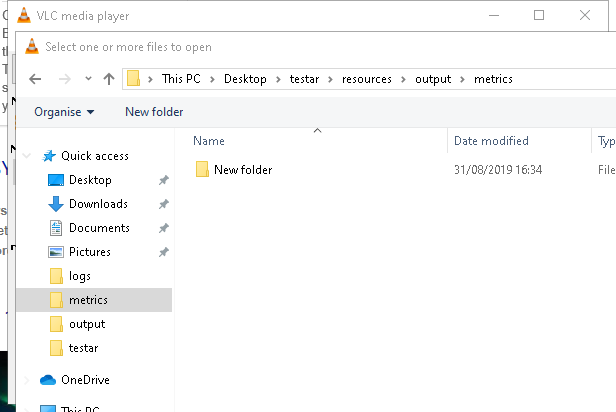 VLC media player
Select one or more files to open
This PC > Desktop > testar > resources > output > metrics
Organise New folder
Name Date modified Typ
Quick access
New folder 31/08/2019 16:34 File
Desktop
Downloads
Documents
Pictures
logs
metrics
output
testar
OneDrive
This PC